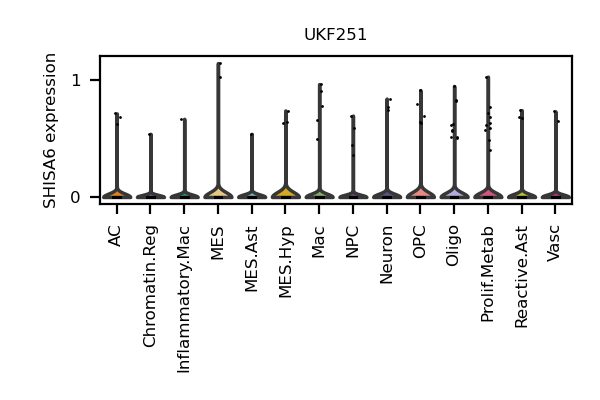 UKF251
SHISA6 expression
1
0
AC
Chromatin.Reg
Inflammatory.Mac
MES
MES.Ast
MES.Hyp
Mac
NPC
Neuron
OPC
Oligo
Prolif.Metab
Reactive.Ast
Vasc